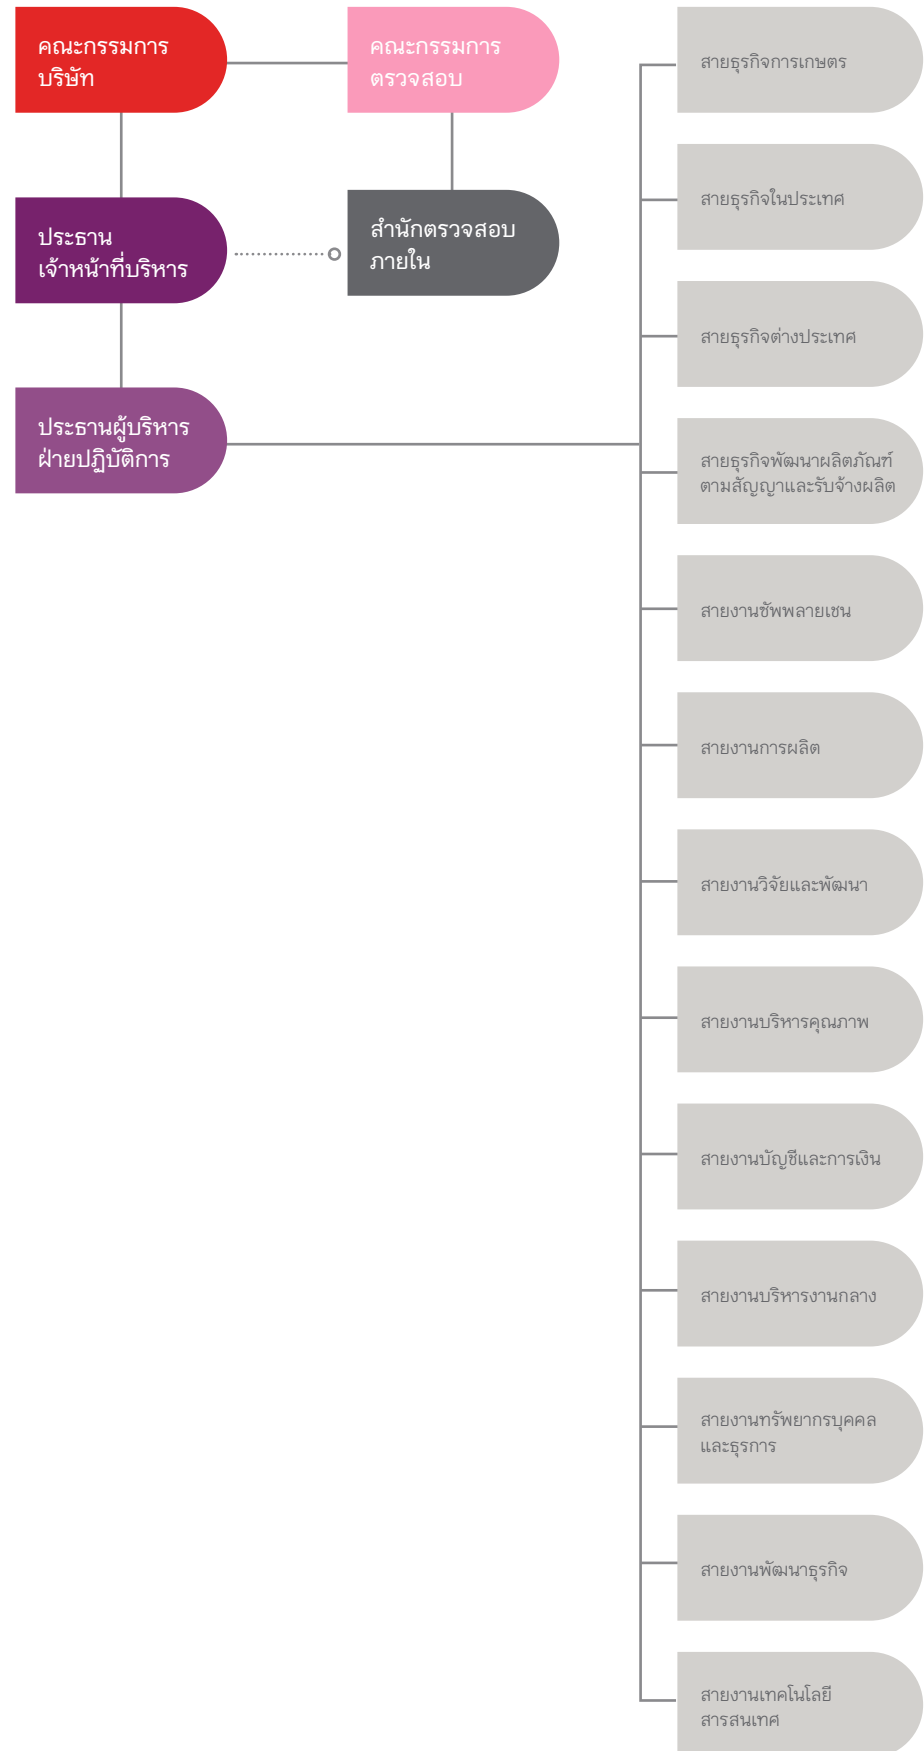 คณะกรรมการ
บริษัท
คณะกรรมการ
ตรวจสอบ
ประธาน
เจ้าหน้าที่บริหาร
สำนักตรวจสอบ
ภายใน
ประธานผู้บริหาร
ฝ่ายปฏิบัติการ
สายธุรกิจการเกษตร
สายธุรกิจในประเทศ
สายธุรกิจต่างประเทศ
สายธุรกิจพัฒนาผลิตภัณฑ์
ตามสัญญาและรับจ้างผลิต
สายงานซัพพลายเชน
สายงานการผลิต
สายงานวิจัยและพัฒนา
สายงานบริหารคุณภาพ
สายงานบัญชีและการเงิน
สายงานบริหารงานกลาง
สายงานทรัพยากรบุคคล
และธุรการ
สายงานพัฒนาธุรกิจ
สายงานเทคโนโลยี
สารสนเทศ